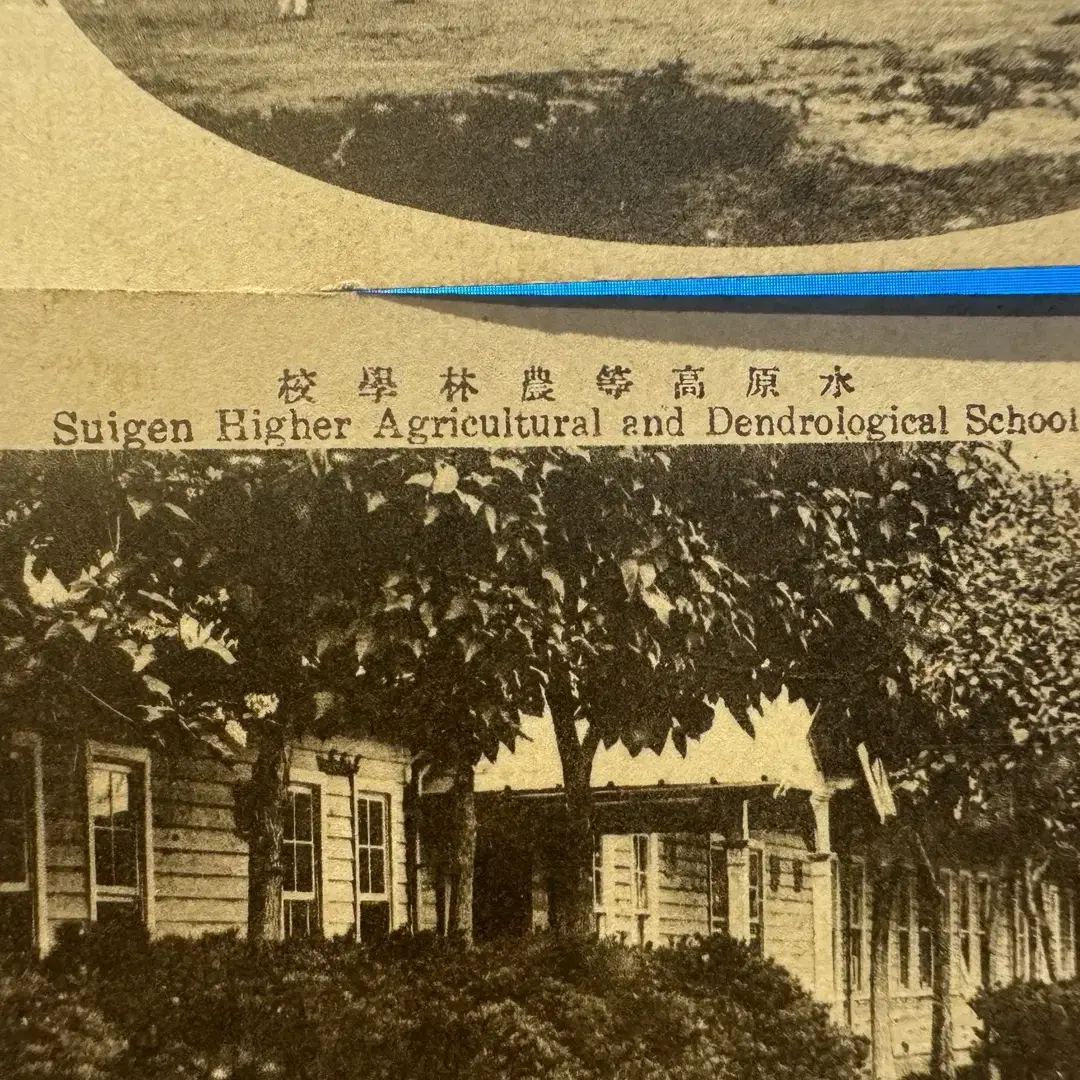 水原高等農林學校
Suigen Higher Agricultural and Dendrological School